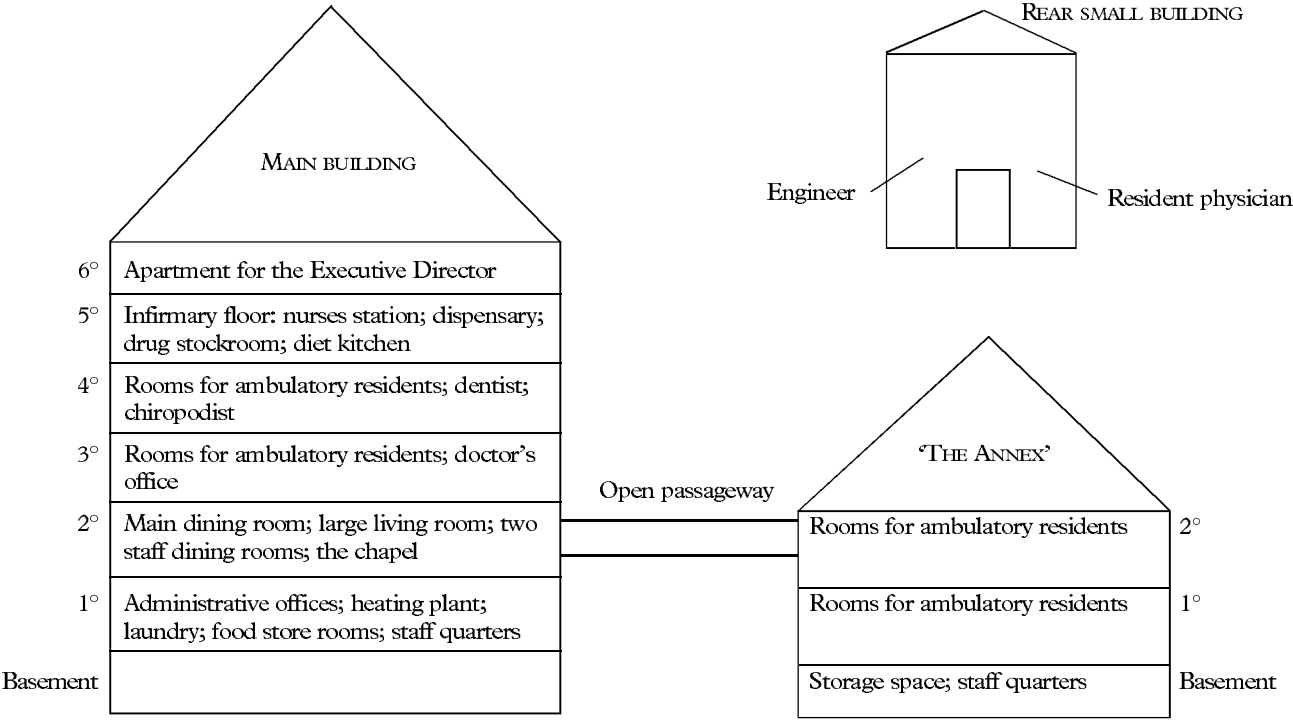 REAR SMALL BUILDING
MAIN BUILDING
Engineer
Resident physician
6° Apartment for the Executive Director
5° Infirmary floor: nurses station; dispensary;
drug stockroom; diet kitchen
4° Rooms for ambulatory residents; dentist;
chiropodist
3° Rooms for ambulatory residents; doctor's
office
‘THE ANNEX’
Open passageway
2° Main dining room; large living room; two
staff dining rooms; the chapel
Rooms for ambulatory residents 2°
1° Administrative offices; heating plant;
laundry; food store rooms; staff quarters
Rooms for ambulatory residents 1°
Basement
Storage space; staff quarters Basement